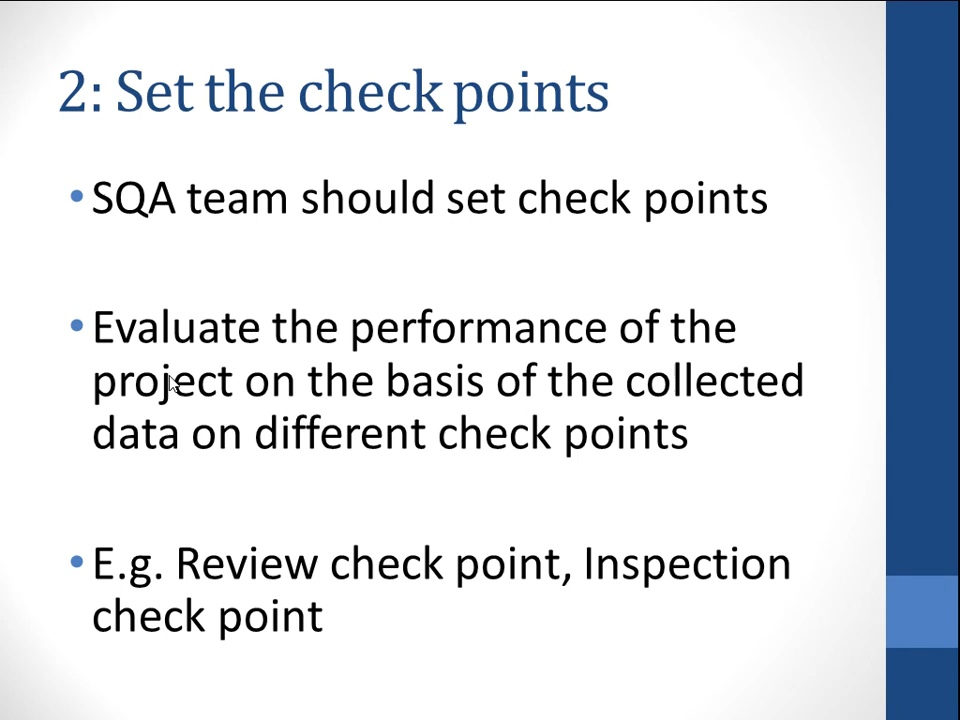 2: Set the check points
•SQA team should set check points
•Evaluate the performance of the
project on the basis of the collected
data on different check points
•E.g. Review check point, Inspection
check point